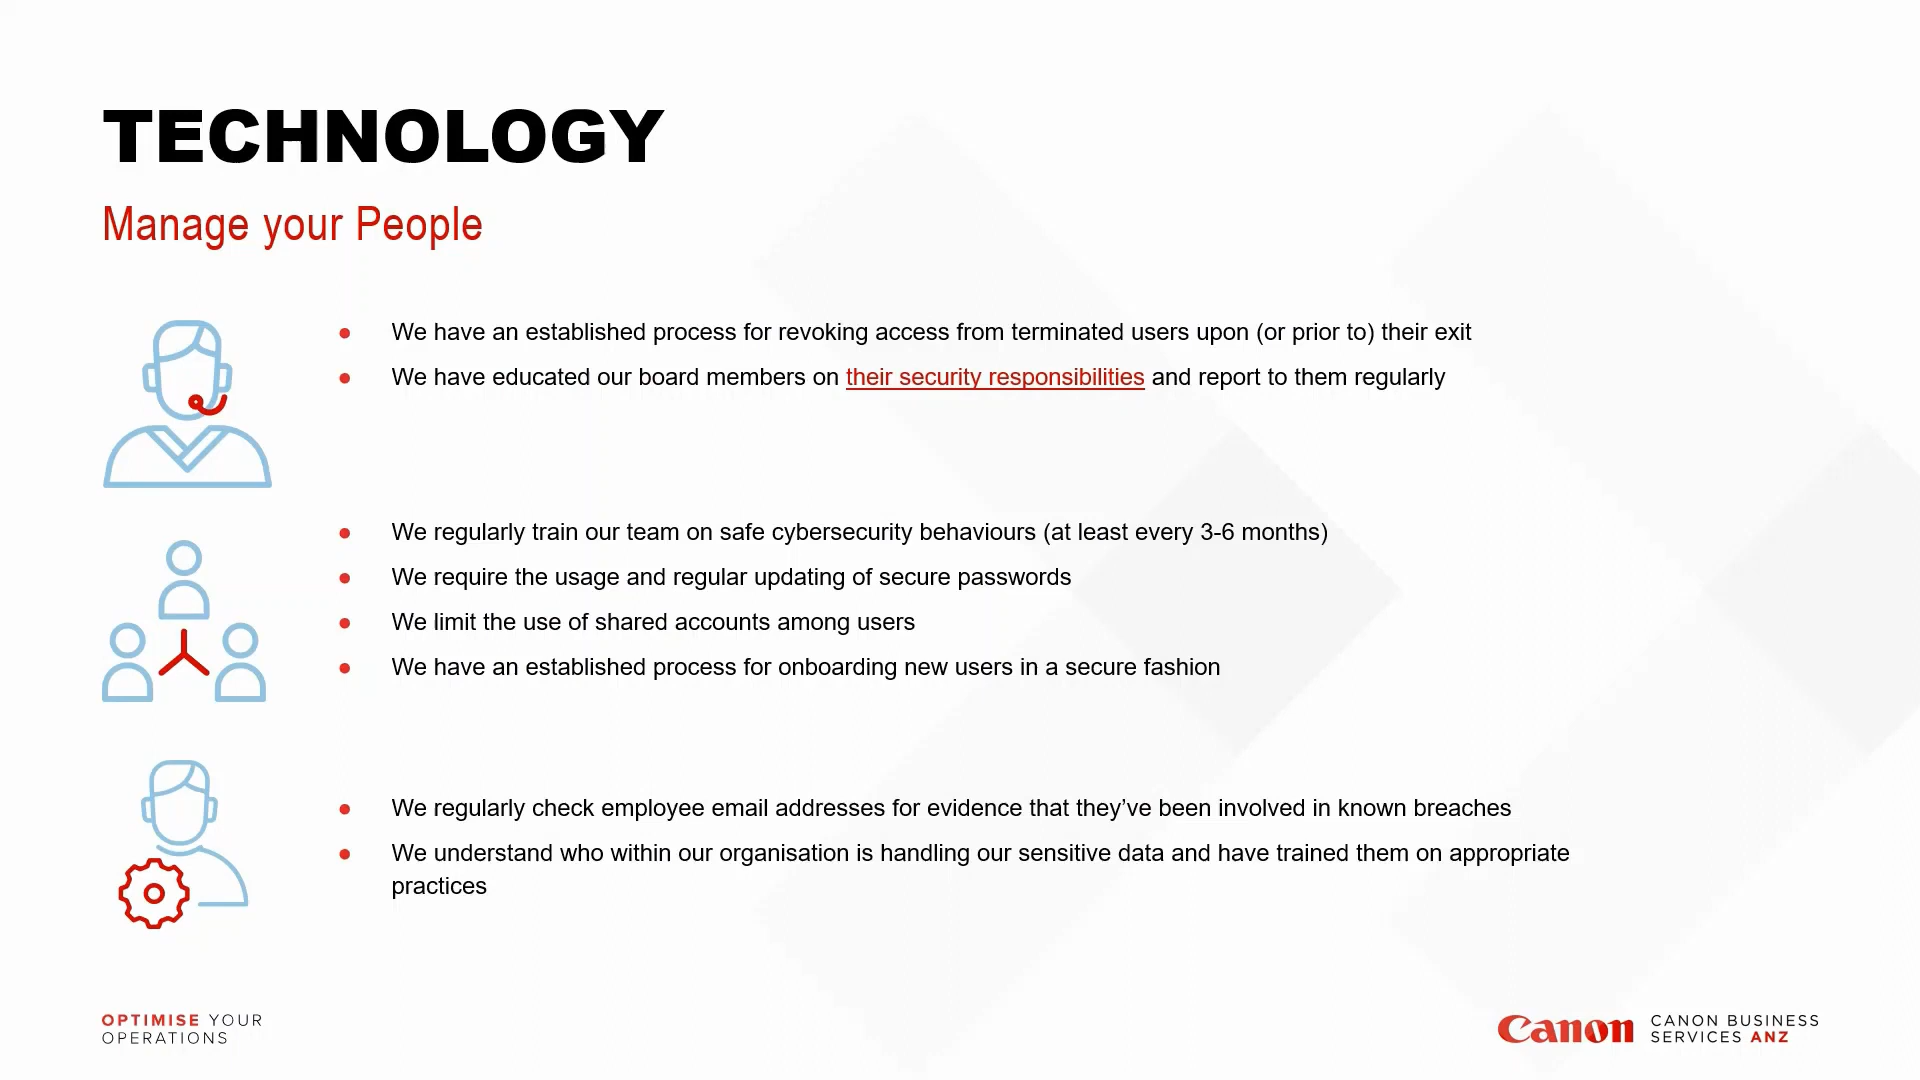 TECHNOLOGY
Manage your People
● We have an established process for revoking access from terminated users upon (or prior to) their exit
● We have educated our board members on their security responsibilities and report to them regularly
● We regularly train our team on safe cybersecurity behaviours (at least every 3-6 months)
● We require the usage and regular updating of secure passwords
● We limit the use of shared accounts among users
● We have an established process for onboarding new users in a secure fashion
● We regularly check employee email addresses for evidence that they’ve been involved in known breaches
● We understand who within our organisation is handling our sensitive data and have trained them on appropriate
practices
OPTIMISE YOUR
OPERATIONS
Canon
CANON BUSINESS
SERVICES ANZ